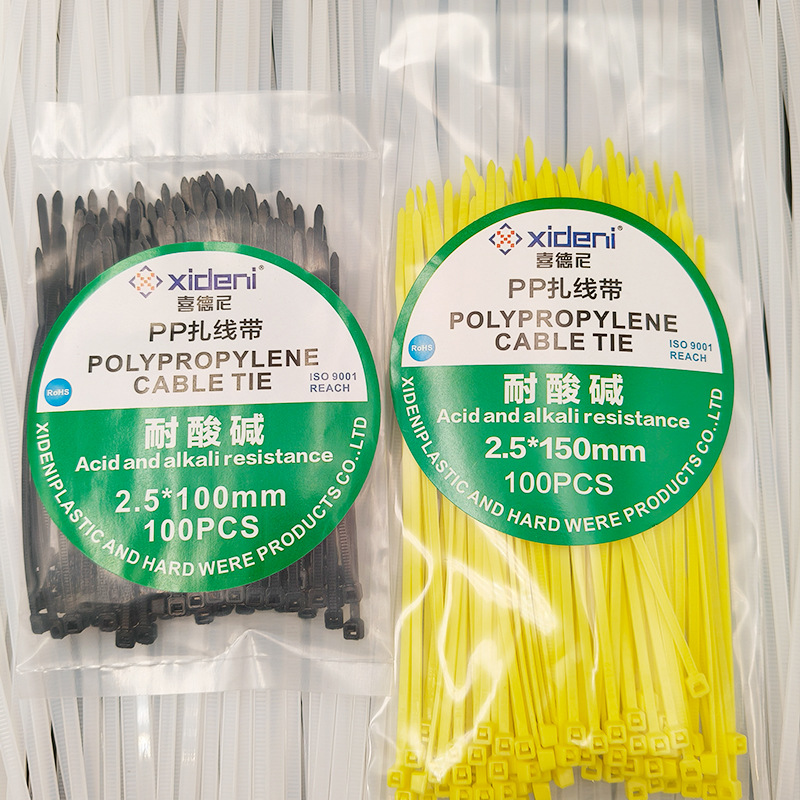 xideni®
喜德尼
PP扎线带
POLYPROPYLENE
CABLE TIE
ISO 9001
REACH
RoHS
耐酸碱
Acid and alkali resistance
2.5*100mm
100PCS
XIDENIPLASTIC AND HARD WERE PRODUCTS CO.,LTD
xideni®
喜德尼
PP扎线带
POLYPROPYLENE
CABLE TIE
ISO 9001
REACH
RoHS
耐酸碱
Acid and alkali resistance
2.5*150mm
100PCS
XIDENIPLASTIC AND HARD WERE PRODUCTS CO..LTD